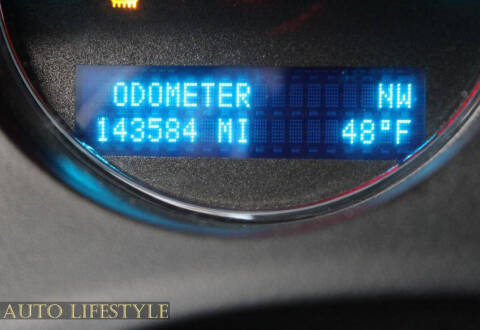 ODOMETER NW
143584 MI 48°F
AUTO LIFESTYLE